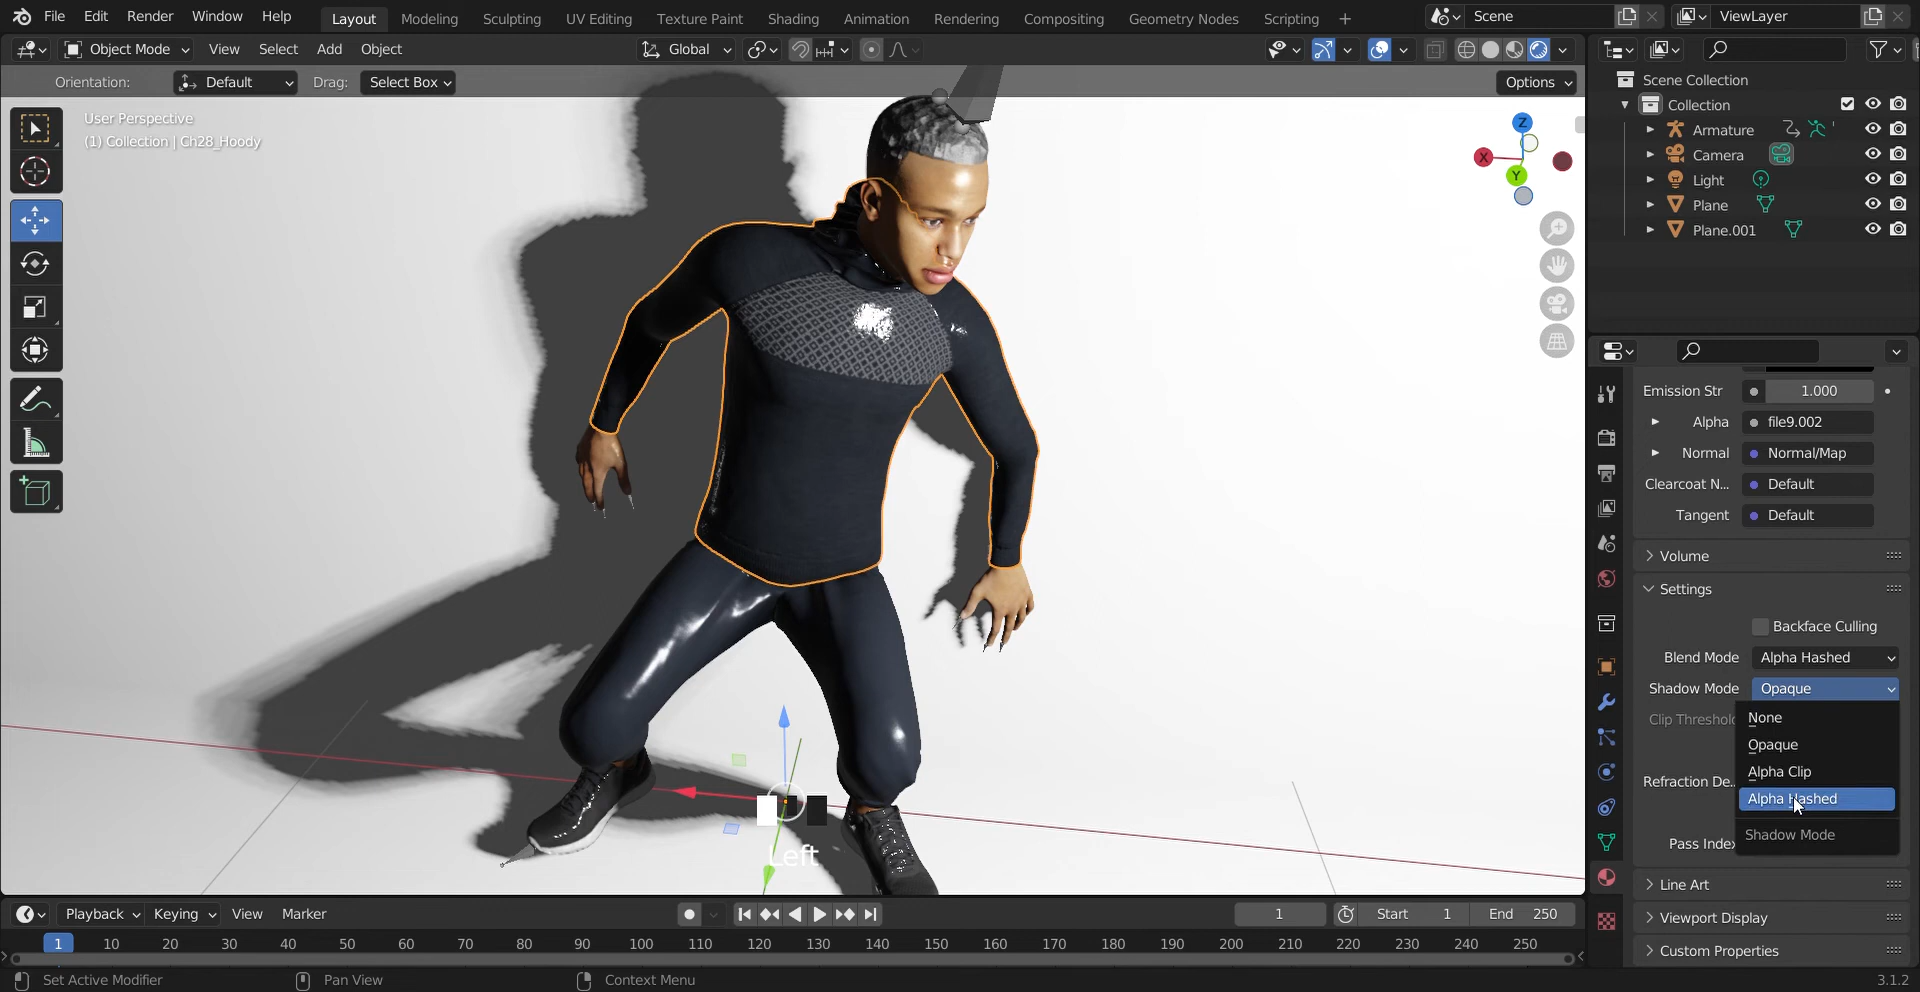 File Edit Render Window Help Layout Modeling Sculpting UV Editing Texture Paint Shading Animation Rendering Compositing Geometry Nodes Scripting + Scene ViewLayer
Object Mode View Select Add Object Global
Orientation: Default Drag: Select Box Options
User Perspective
(1) Collection | Ch28_Hoody
Z
X
Y
Left
Scene Collection
Collection
Armature
Camera
Light
Plane
Plane.001
Emission Str 1.000
Alpha file9.002
Normal Normal/Map
Clearcoat N... Default
Tangent Default
Volume
Settings
Backface Culling
Blend Mode Alpha Hashed
Shadow Mode Opaque
Clip Threshold
None
Opaque
Alpha Clip
Refraction De..
Alpha Hashed
Shadow Mode
Pass Index
Line Art
Viewport Display
Custom Properties
Playback Keying View Marker 1 Start 1 End 250
1 10 20 30 40 50 60 70 80 90 100 110 120 130 140 150 160 170 180 190 200 210 220 230 240 250
Set Active Modifier Pan View Context Menu 3.1.2